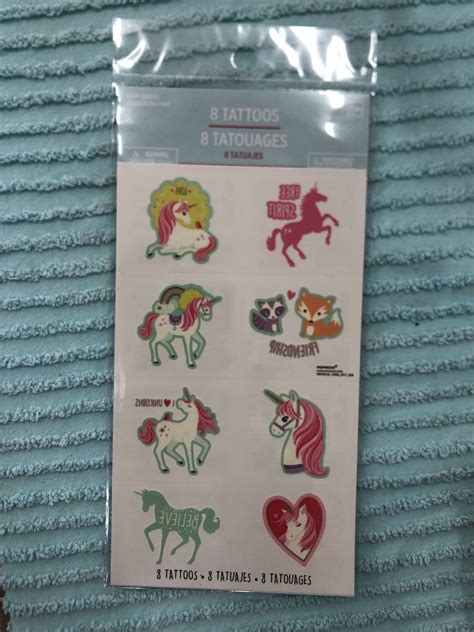 8 TATTOOS
8 TATOUAGES
8 TATUAJES
FREE
SPIRIT
FRIENDSHIP
I ♥ UNICORNS
BELIEVE
8 TATTOOS • 8 TATUAJES • 8 TATOUAGES